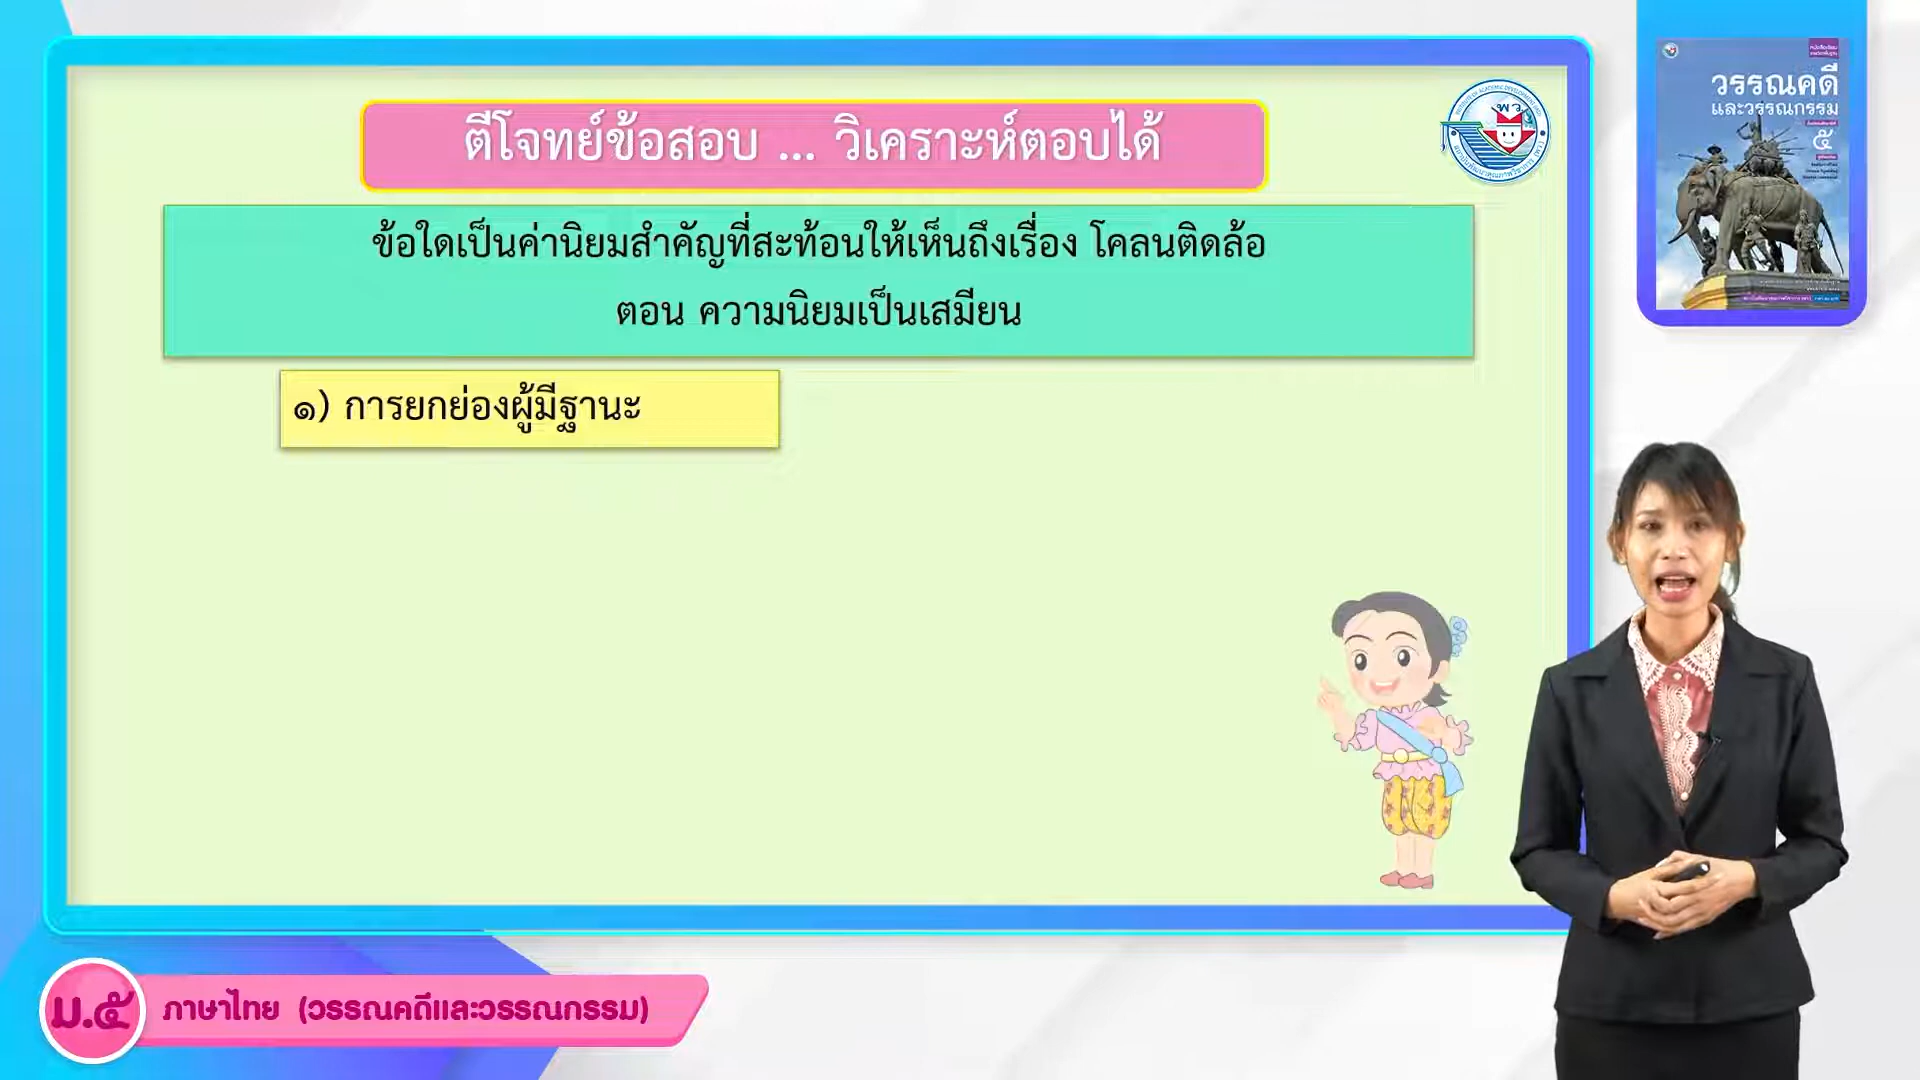 ตีโจทย์ข้อสอบ ... วิเคราะห์ตอบได้
ข้อใดเป็นค่านิยมสำคัญที่สะท้อนให้เห็นถึงเรื่อง โคลนติดล้อ
ตอน ความนิยมเป็นเสมียน
๑) การยกย่องผู้มีฐานะ
พว.
วรรณคดี
และวรรณกรรม
๕
ม.๕
ภาษาไทย (วรรณคดีและวรรณกรรม)